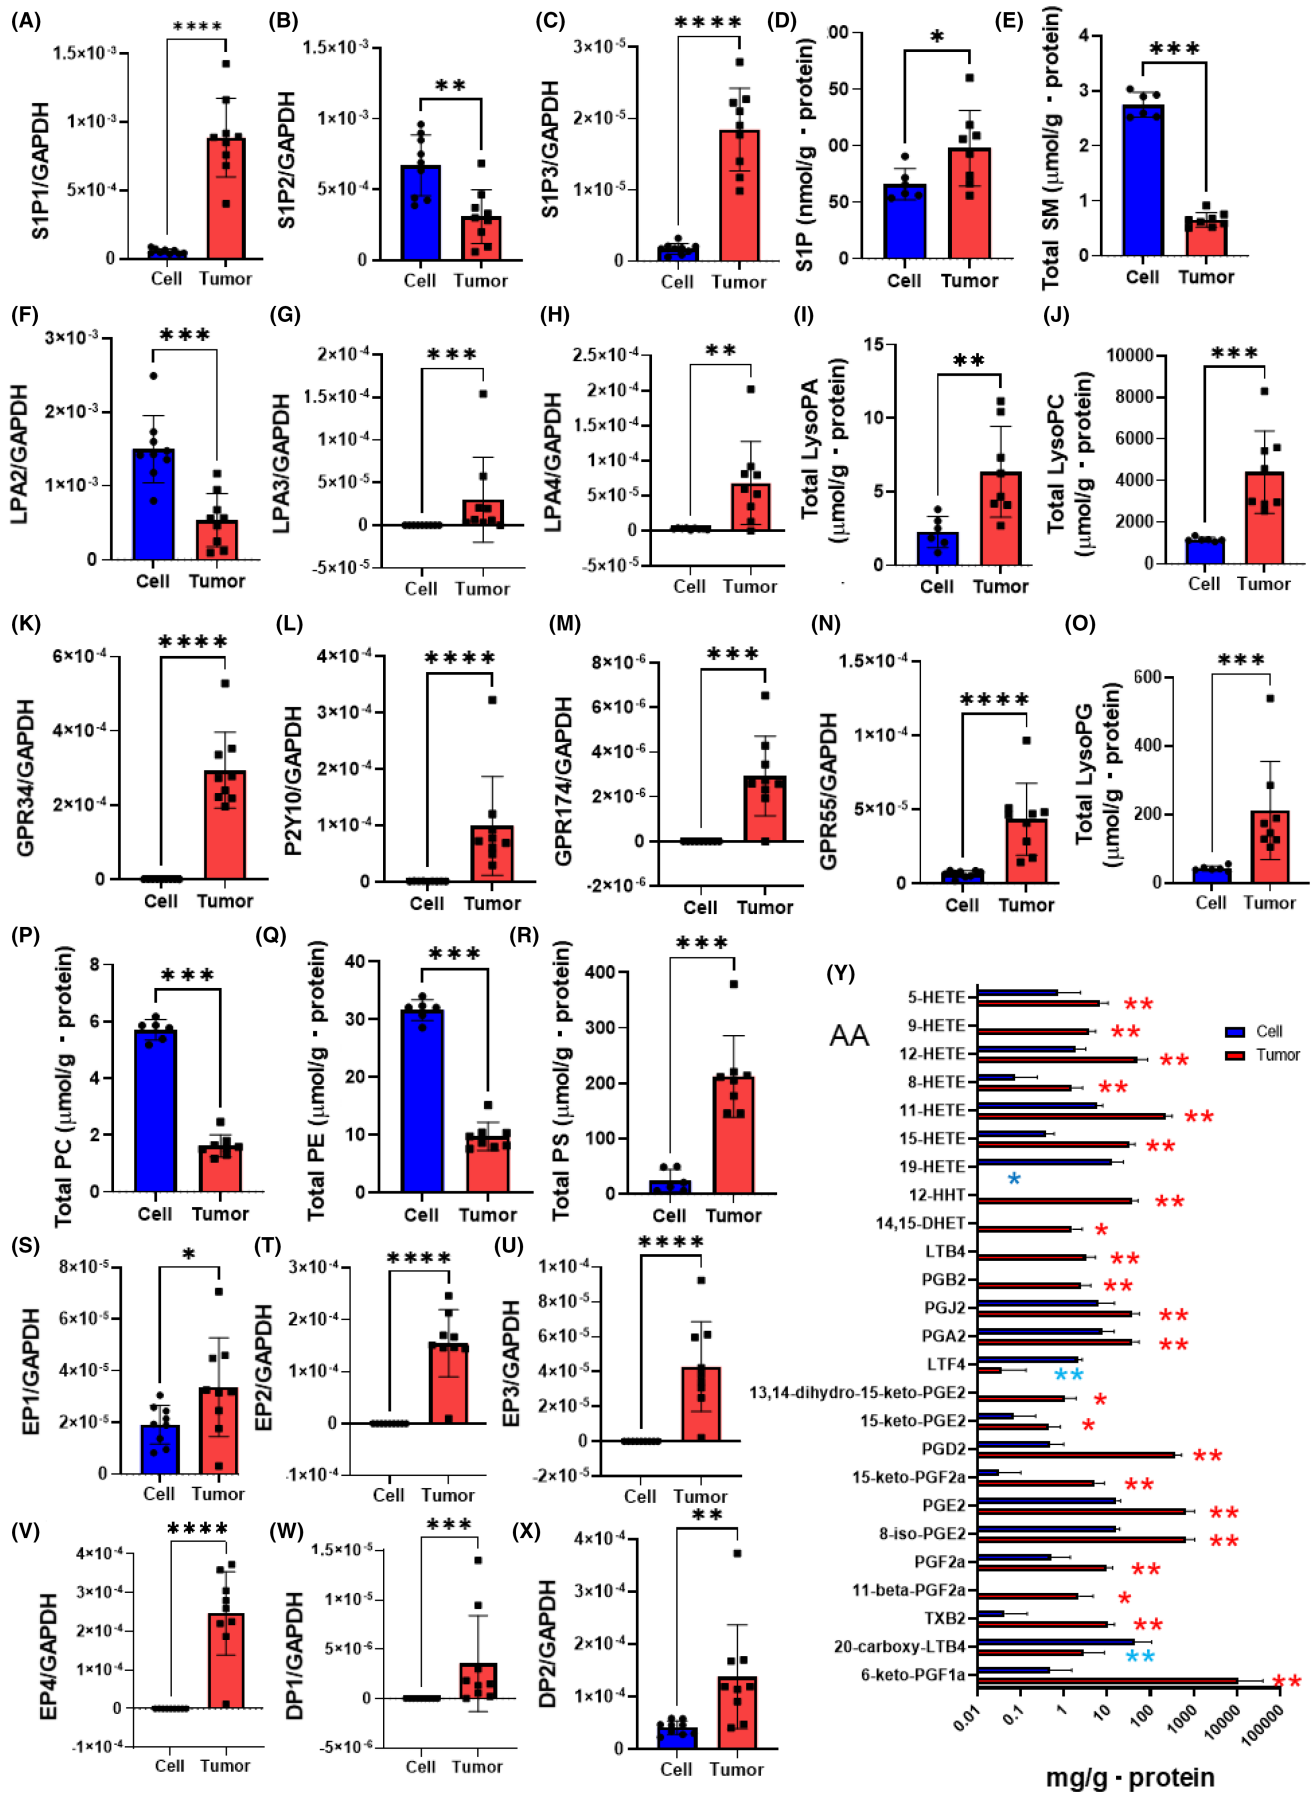 (A)
****
1.5×10⁻³
1×10⁻³
5×10⁻⁴
0
S1P1/GAPDH
Cell Tumor
(B)
**
1.5×10⁻³
1×10⁻³
5×10⁻⁴
0
S1P2/GAPDH
Cell Tumor
(C)
****
3×10⁻⁵
2×10⁻⁵
1×10⁻⁵
0
S1P3/GAPDH
Cell Tumor
(D)
*
00
50
00
50
0
S1P (nmol/g - protein)
Cell Tumor
(E)
***
4
3
2
1
0
Total SM (μmol/g - protein)
Cell Tumor
(F)
***
3×10⁻³
2×10⁻³
1×10⁻³
0
LPA2/GAPDH
Cell Tumor
(G)
***
2×10⁻⁴
1.5×10⁻⁴
1×10⁻⁴
5×10⁻⁵
0
-5×10⁻⁵
LPA3/GAPDH
Cell Tumor
(H)
**
2.5×10⁻⁴
2×10⁻⁴
1.5×10⁻⁴
1×10⁻⁴
5×10⁻⁵
0
-5×10⁻⁵
LPA4/GAPDH
Cell Tumor
(I)
**
15
10
5
0
Total LysoPA
(μmol/g - protein)
Cell Tumor
(J)
***
10000
8000
6000
4000
2000
0
Total LysoPC
(μmol/g - protein)
Cell Tumor
(K)
****
6×10⁻⁴
4×10⁻⁴
2×10⁻⁴
0
GPR34/GAPDH
Cell Tumor
(L)
****
4×10⁻⁴
3×10⁻⁴
2×10⁻⁴
1×10⁻⁴
0
P2Y10/GAPDH
Cell Tumor
(M)
***
8×10⁻⁶
6×10⁻⁶
4×10⁻⁶
2×10⁻⁶
0
-2×10⁻⁶
GPR174/GAPDH
Cell Tumor
(N)
****
1.5×10⁻⁴
1×10⁻⁴
5×10⁻⁵
0
GPR55/GAPDH
Cell Tumor
(O)
***
600
400
200
0
Total LysoPG
(μmol/g - protein)
Cell Tumor
(P)
***
8
6
4
2
0
Total PC (μmol/g - protein)
Cell Tumor
(Q)
***
40
30
20
10
0
Total PE (μmol/g - protein)
Cell Tumor
(R)
***
400
300
200
100
0
Total PS (μmol/g - protein)
Cell Tumor
(S)
*
8×10⁻⁵
6×10⁻⁵
4×10⁻⁵
2×10⁻⁵
0
EP1/GAPDH
Cell Tumor
(T)
****
3×10⁻⁴
2×10⁻⁴
1×10⁻⁴
0
.1×10⁻⁴
EP2/GAPDH
Cell Tumor
(U)
****
1×10⁻⁴
8×10⁻⁵
6×10⁻⁵
4×10⁻⁵
2×10⁻⁵
0
-2×10⁻⁵
EP3/GAPDH
Cell Tumor
(V)
****
4×10⁻⁴
3×10⁻⁴
2×10⁻⁴
1×10⁻⁴
0
-1×10⁻⁴
EP4/GAPDH
Cell Tumor
(W)
***
1.5×10⁻⁵
1×10⁻⁵
5×10⁻⁶
0
-5×10⁻⁶
DP1/GAPDH
Cell Tumor
(X)
**
4×10⁻⁴
3×10⁻⁴
2×10⁻⁴
1×10⁻⁴
0
DP2/GAPDH
Cell Tumor
(Y)
AA
Cell
Tumor
5-HETE **
9-HETE **
12-HETE **
8-HETE **
11-HETE **
15-HETE **
19-HETE *
12-HHT **
14,15-DHET *
LTB4 **
PGB2 **
PGJ2 **
PGA2 **
LTF4 **
13,14-dihydro-15-keto-PGE2 *
15-keto-PGE2 *
PGD2 **
15-keto-PGF2a **
PGE2 **
8-iso-PGE2 **
PGF2a **
11-beta-PGF2a *
TXB2 **
20-carboxy-LTB4 **
6-keto-PGF1a **
0.01 0.1 1 10 100 1000 10000 100000
mg/g - protein